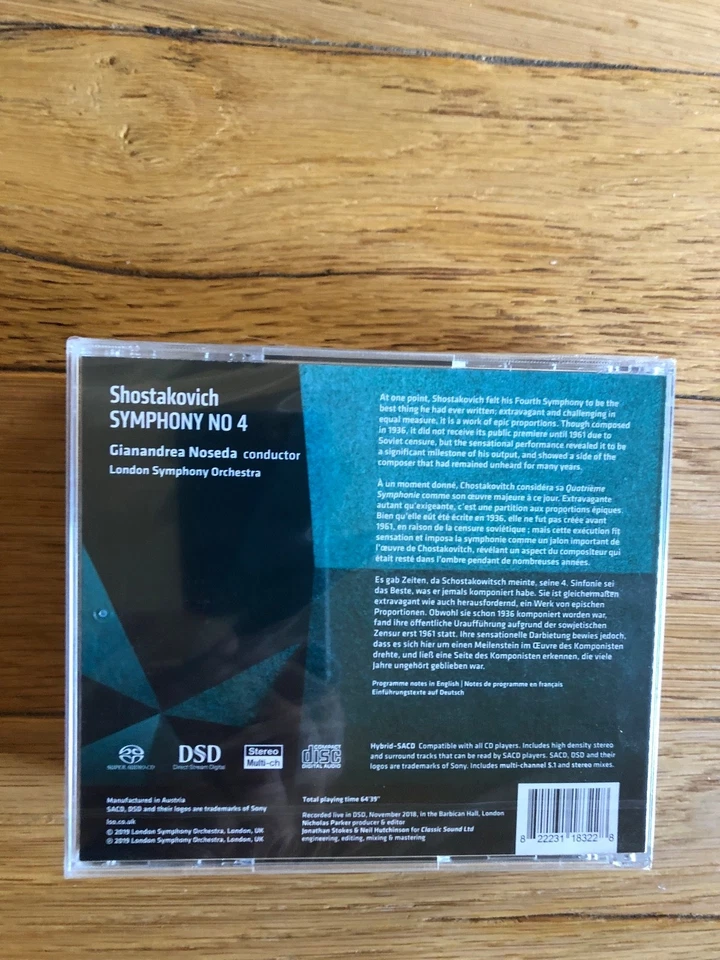 Shostakovich
SYMPHONY NO 4
Gianandrea Noseda conductor
London Symphony Orchestra
At one point, Shostakovich felt his Fourth Symphony to be the
best thing he had ever written; extravagant and challenging in
equal measure, it is a work of epic proportions. Though composed
in 1936, it did not receive its public premiere until 1961 due to
Soviet censure, but the sensational performance revealed it to be
a significant milestone of his output, and showed a side of the
composer that had remained unheard for many years.
À un moment donné, Chostakovitch considéra sa Quatrième
Symphonie comme son œuvre majeure à ce jour. Extravagante
autant qu'exigeante, c'est une partition aux proportions épiques.
Bien qu'elle eût été écrite en 1936, elle ne fut pas créée avant
1961, en raison de la censure soviétique ; mais cette exécution fit
sensation et imposa la symphonie comme un jalon important de
l'œuvre de Chostakovitch, révélant un aspect du compositeur qui
était resté dans l'ombre pendant de nombreuses années.
Es gab Zeiten, da Schostakowitsch meinte, seine 4. Sinfonie sei
das Beste, was er jemals komponiert habe. Sie ist gleichermaßen
extravagant wie auch herausfordernd, ein Werk von epischen
Proportionen. Obwohl sie schon 1936 komponiert worden war,
fand ihre öffentliche Uraufführung aufgrund der sowjetischen
Zensur erst 1961 statt. Ihre sensationelle Darbietung bewies jedoch,
dass es sich hier um einen Meilenstein im Œuvre des Komponisten
drehte, und ließ eine Seite des Komponisten erkennen, die viele
Jahre ungehört geblieben war.
Programme notes in English | Notes de programme en français
Einführungstexte auf Deutsch
SUPER AUDIO CD
DSD
Direct Stream Digital
Stereo
Multi-ch
COMPACT
disc
DIGITAL AUDIO
Hybrid-SACD Compatible with all CD players. Includes high density stereo
and surround tracks that can be read by SACD players. SACD, DSD and their
logos are trademarks of Sony. Includes multi-channel 5.1 and stereo mixes.
Manufactured in Austria
SACD, DSD and their logos are trademarks of Sony
lso.co.uk
℗ 2019 London Symphony Orchestra, London, UK
© 2019 London Symphony Orchestra, London, UK
Total playing time 64'39"
Recorded live in DSD, November 2018, in the Barbican Hall, London
Nicholas Parker producer & editor
Jonathan Stokes & Neil Hutchinson for Classic Sound Ltd
engineering, editing, mixing & mastering
8 22231 18322 8